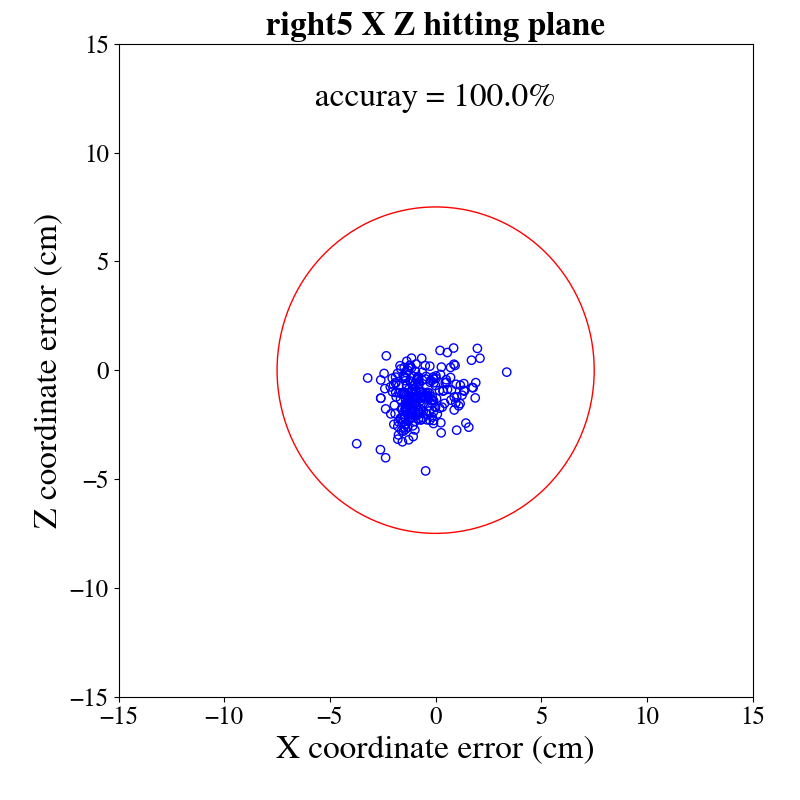 right5 X Z hitting plane
accuray = 100.0%
15
10
5
0
−5
−10
−15
Z coordinate error (cm)
−15 −10 −5 0 5 10 15
X coordinate error (cm)